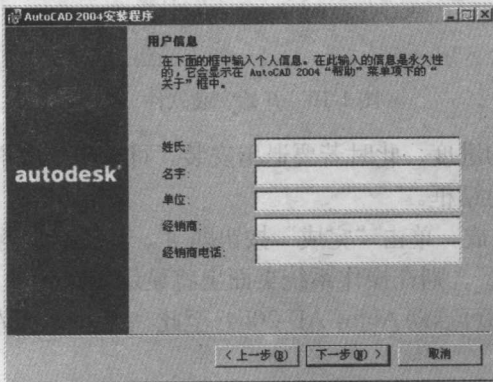 AutoCAD 2004安装程序
用户信息
在下面的框中输入个人信息。在此输入的信息是永久性
的，它会显示在 AutoCAD 2004 “帮助”菜单项下的“
关于”框中。
姓氏:
名字:
单位:
经销商:
经销商电话:
autodesk
< 上一步(B)
下一步(N) >
取消